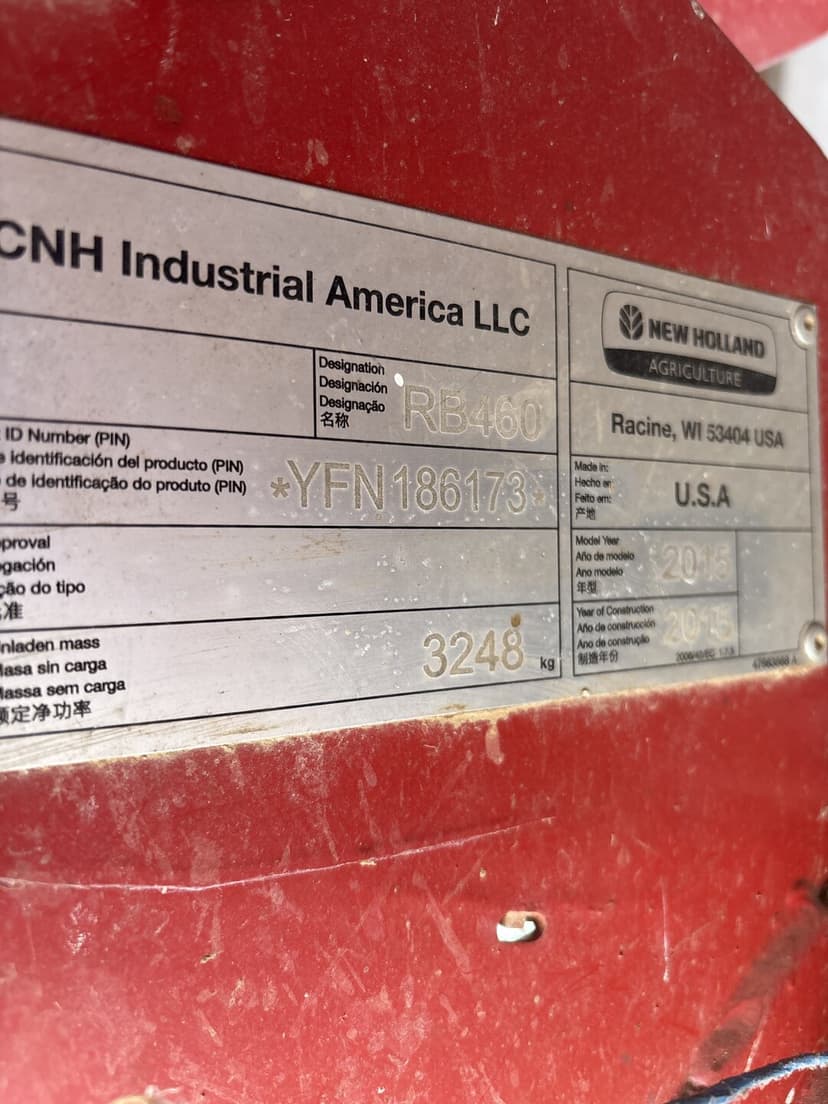 CNH Industrial America LLC
NEW HOLLAND
AGRICULTURE
Designation
Designación
Designação
名称
RB460
Racine, WI 53404 USA
ID Number (PIN)
identificación del producto (PIN)
de identificação do produto (PIN)
号
*YFN186173*
Made in:
Hecho en:
Feito em:
产地
U.S.A
proval
gación
ção do tipo
准
Model Year
Año de modelo
Ano modelo
年型
2015
nladen mass
asa sin carga
assa sem carga
额定净功率
3248 kg
Year of Construction
Año de construcción
Ano de construção
制造年份
2015